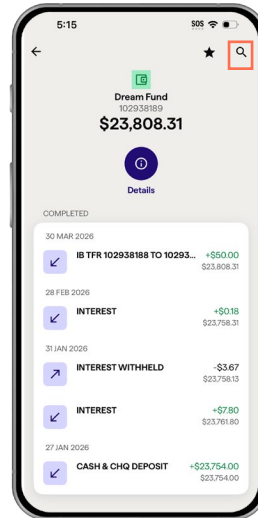 5:15 SOS
Dream Fund
102938189
$23,808.31
Details
COMPLETED
30 MAR 2026
IB TFR 102938188 TO 10293... +$50.00
$23,808.31
28 FEB 2026
INTEREST +$0.18
$23,758.31
31 JAN 2026
INTEREST WITHHELD -$3.67
$23,758.13
INTEREST +$7.80
$23,761.80
27 JAN 2026
CASH & CHQ DEPOSIT +$23,754.00
$23,754.00